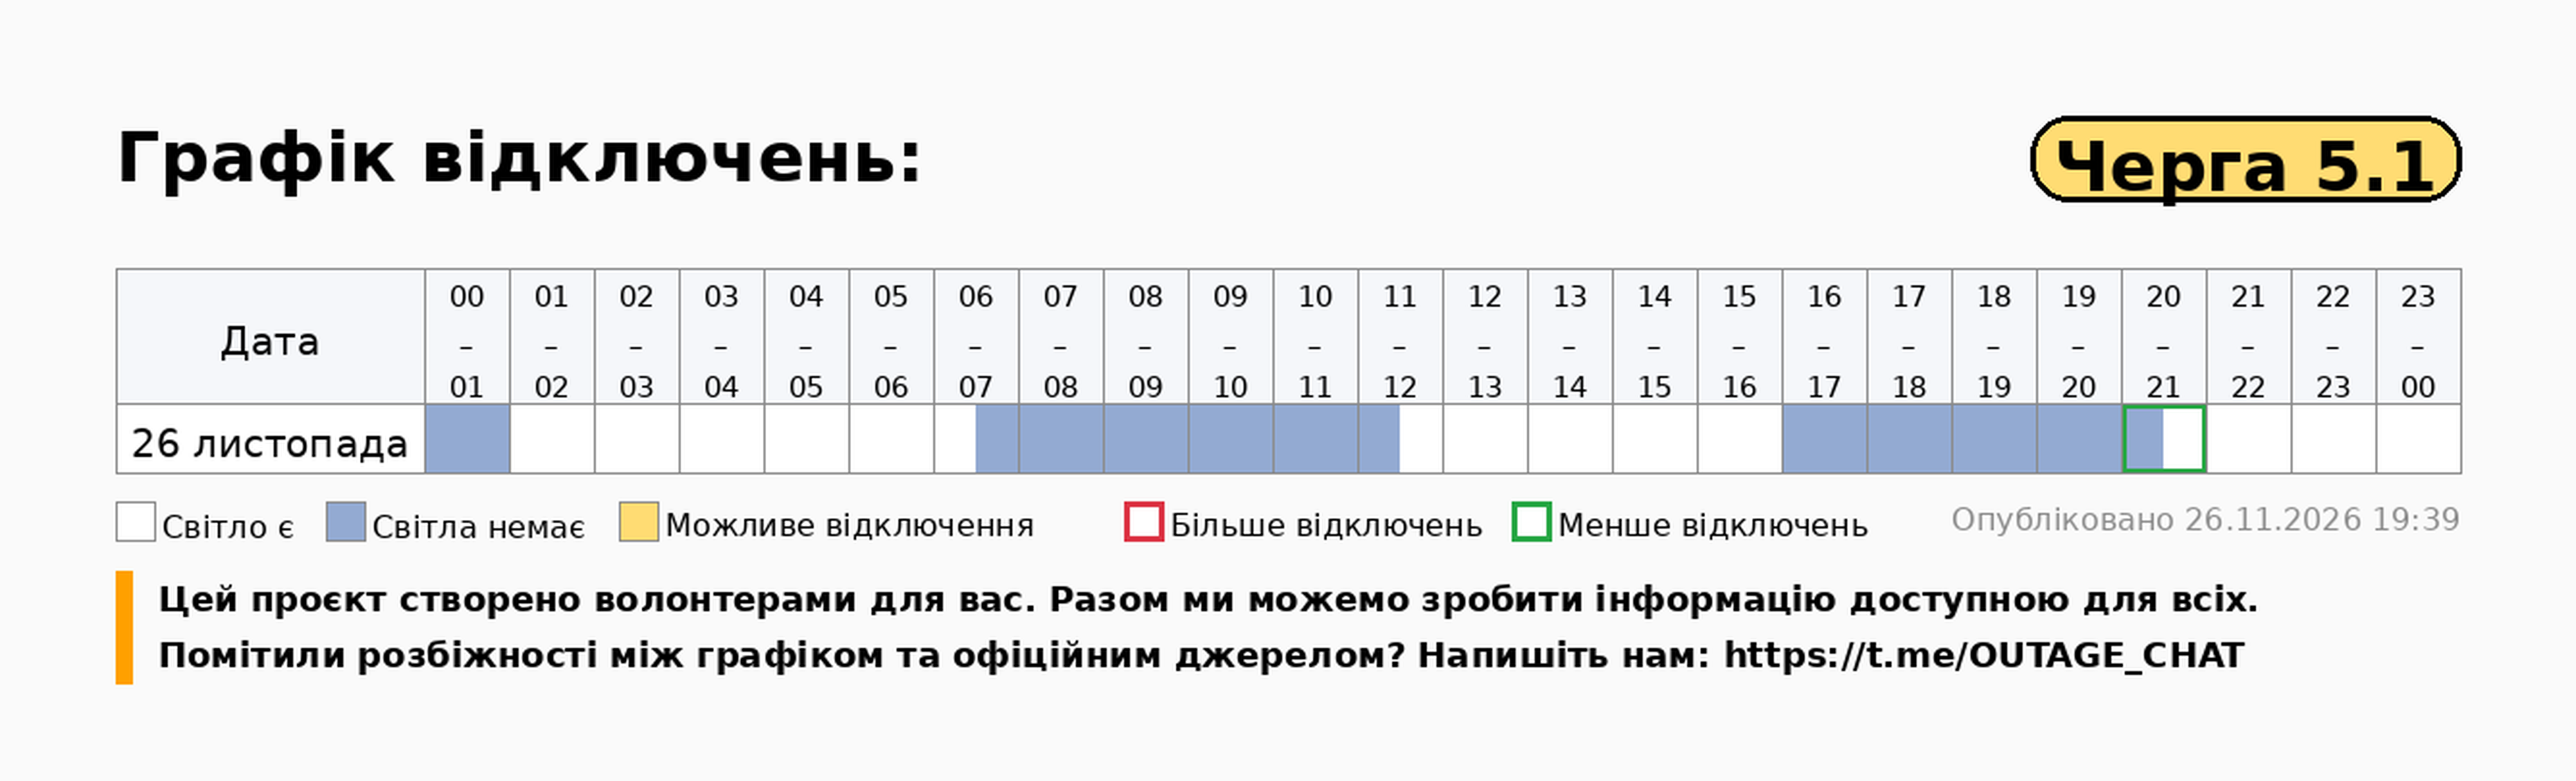 Графік відключень:
Черга 5.1
Дата
00 – 01
01 – 02
02 – 03
03 – 04
04 – 05
05 – 06
06 – 07
07 – 08
08 – 09
09 – 10
10 – 11
11 – 12
12 – 13
13 – 14
14 – 15
15 – 16
16 – 17
17 – 18
18 – 19
19 – 20
20 – 21
21 – 22
22 – 23
23 – 00
26 листопада
Світло є
Світла немає
Можливе відключення
Більше відключень
Менше відключень
Опубліковано 26.11.2026 19:39
Цей проєкт створено волонтерами для вас. Разом ми можемо зробити інформацію доступною для всіх.
Помітили розбіжності між графіком та офіційним джерелом? Напишіть нам: https://t.me/OUTAGE_CHAT